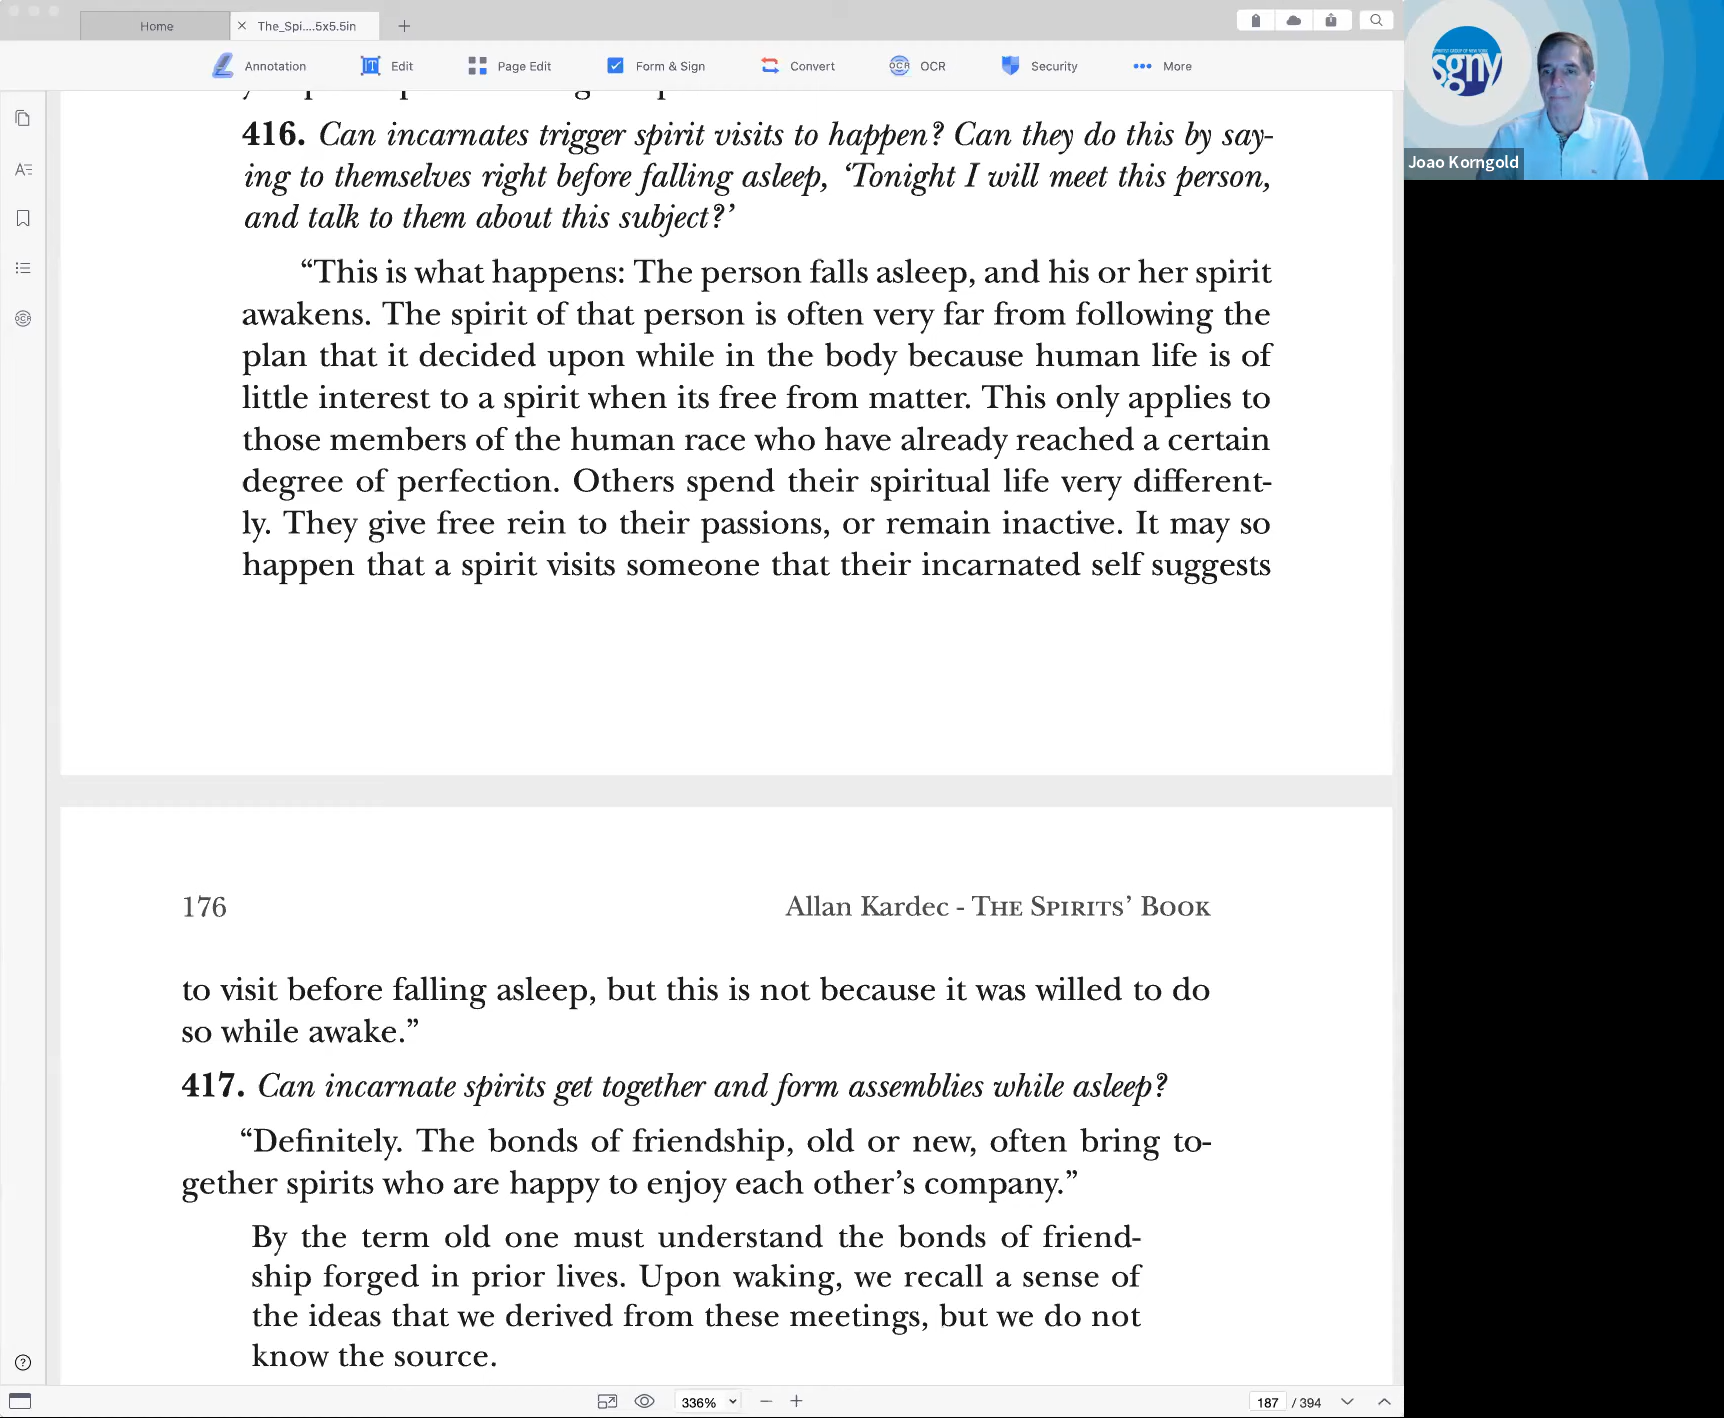 Home
The_Spi....5x5.5in
Annotation
Edit
Page Edit
Form & Sign
Convert
OCR
OCR
Security
More
416. Can incarnates trigger spirit visits to happen? Can they do this by say-
ing to themselves right before falling asleep, ‘Tonight I will meet this person,
and talk to them about this subject?’
“This is what happens: The person falls asleep, and his or her spirit
awakens. The spirit of that person is often very far from following the
plan that it decided upon while in the body because human life is of
little interest to a spirit when its free from matter. This only applies to
those members of the human race who have already reached a certain
degree of perfection. Others spend their spiritual life very different-
ly. They give free rein to their passions, or remain inactive. It may so
happen that a spirit visits someone that their incarnated self suggests
176
Allan Kardec - THE SPIRITS’ BOOK
to visit before falling asleep, but this is not because it was willed to do
so while awake.”
417. Can incarnate spirits get together and form assemblies while asleep?
“Definitely. The bonds of friendship, old or new, often bring to-
gether spirits who are happy to enjoy each other’s company.”
By the term old one must understand the bonds of friend-
ship forged in prior lives. Upon waking, we recall a sense of
the ideas that we derived from these meetings, but we do not
know the source.
336%
187 / 394
sgny
Joao Korngold